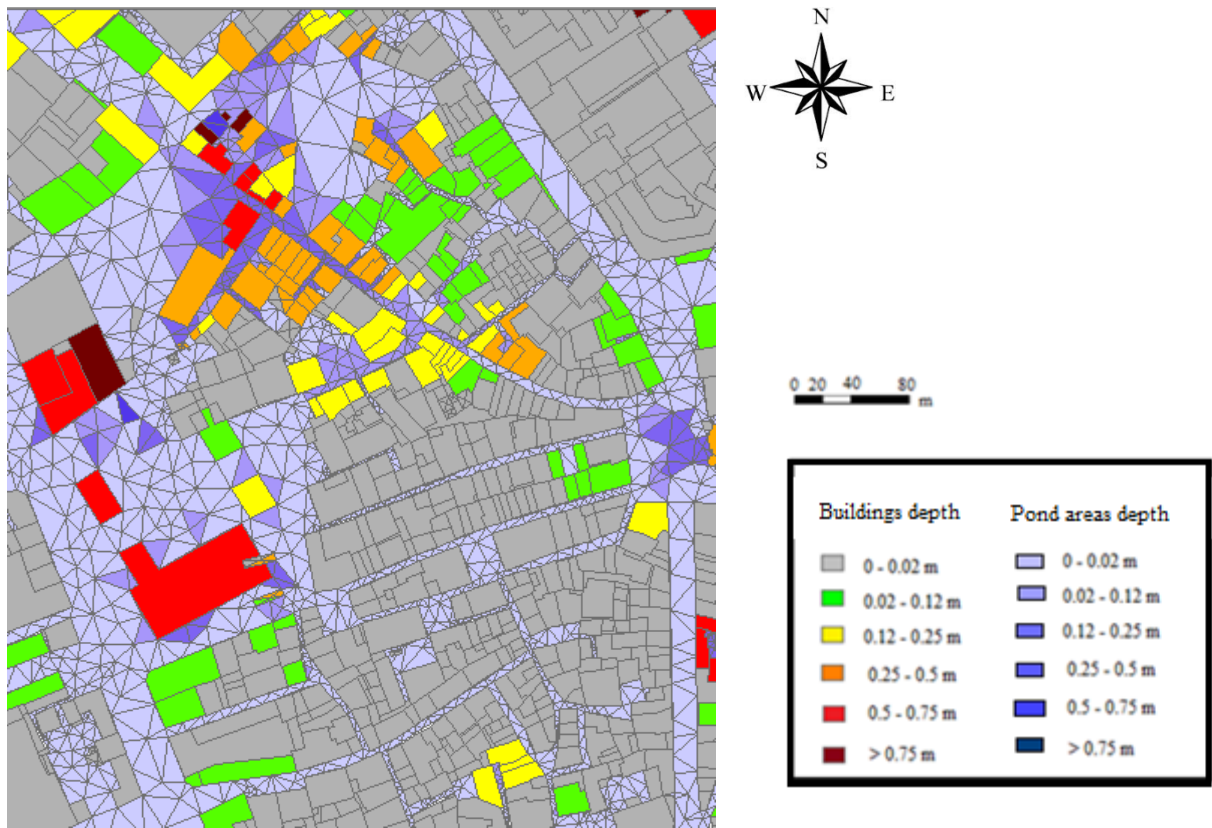 N
W E
S
0 20 40 80
m
Buildings depth Pond areas depth
0 - 0.02 m 0 - 0.02 m
0.02 - 0.12 m 0.02 - 0.12 m
0.12 - 0.25 m 0.12 - 0.25 m
0.25 - 0.5 m 0.25 - 0.5 m
0.5 - 0.75 m 0.5 - 0.75 m
> 0.75 m > 0.75 m